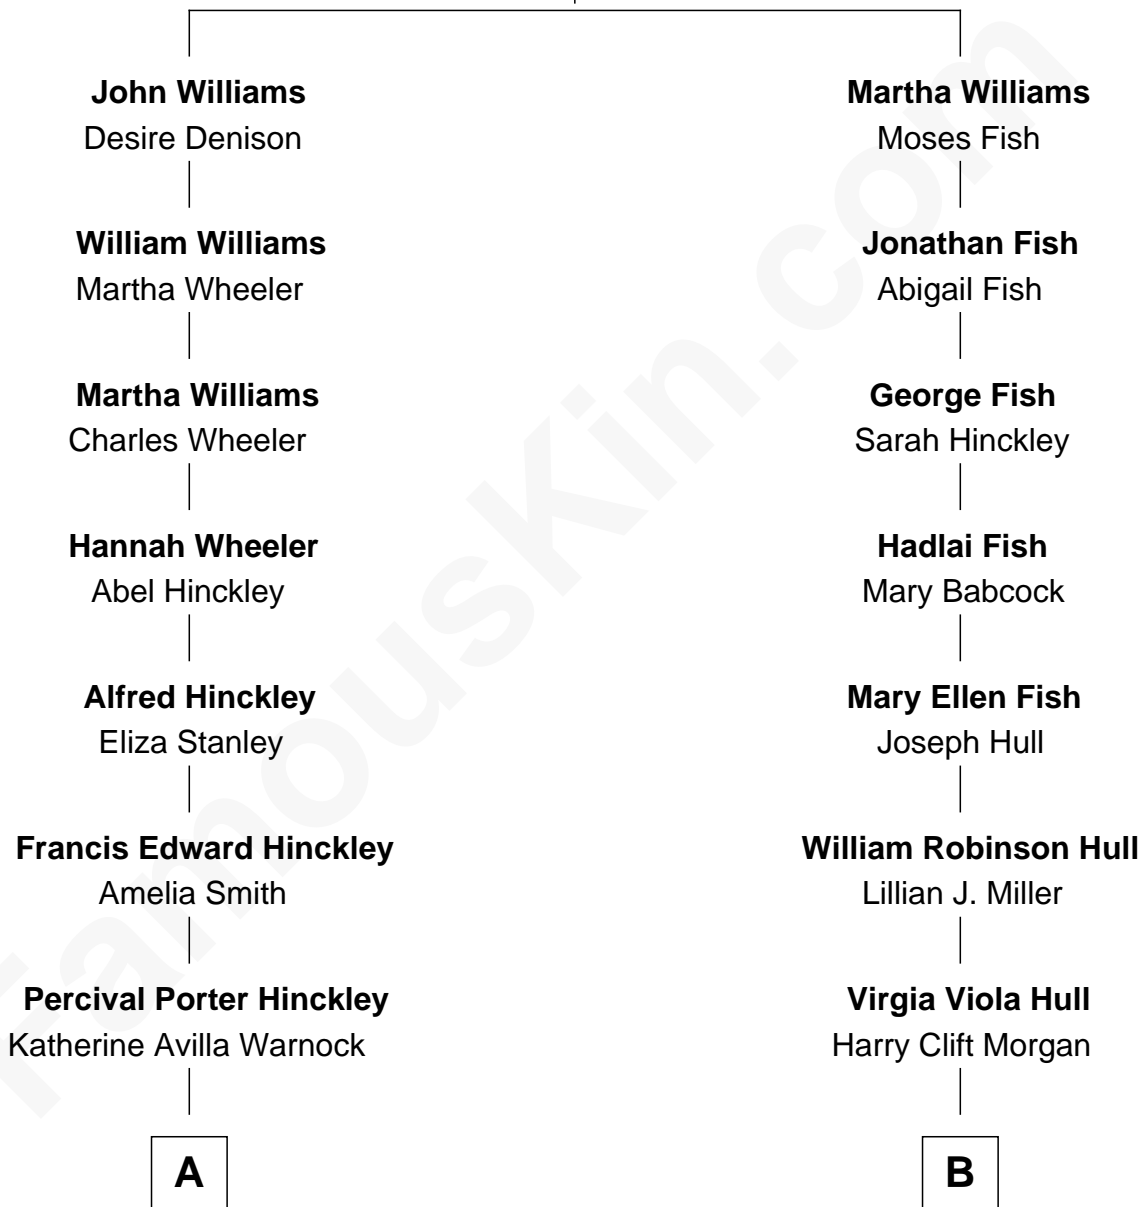 John Williams
Desire Denison
William Williams
Martha Wheeler
Martha Williams
Charles Wheeler
Hannah Wheeler
Abel Hinckley
Alfred Hinckley
Eliza Stanley
Francis Edward Hinckley
Amelia Smith
Percival Porter Hinckley
Katherine Avilla Warnock
A
Martha Williams
Moses Fish
Jonathan Fish
Abigail Fish
George Fish
Sarah Hinckley
Hadlai Fish
Mary Babcock
Mary Ellen Fish
Joseph Hull
William Robinson Hull
Lillian J. Miller
Virgia Viola Hull
Harry Clift Morgan
B
FamousKin.com